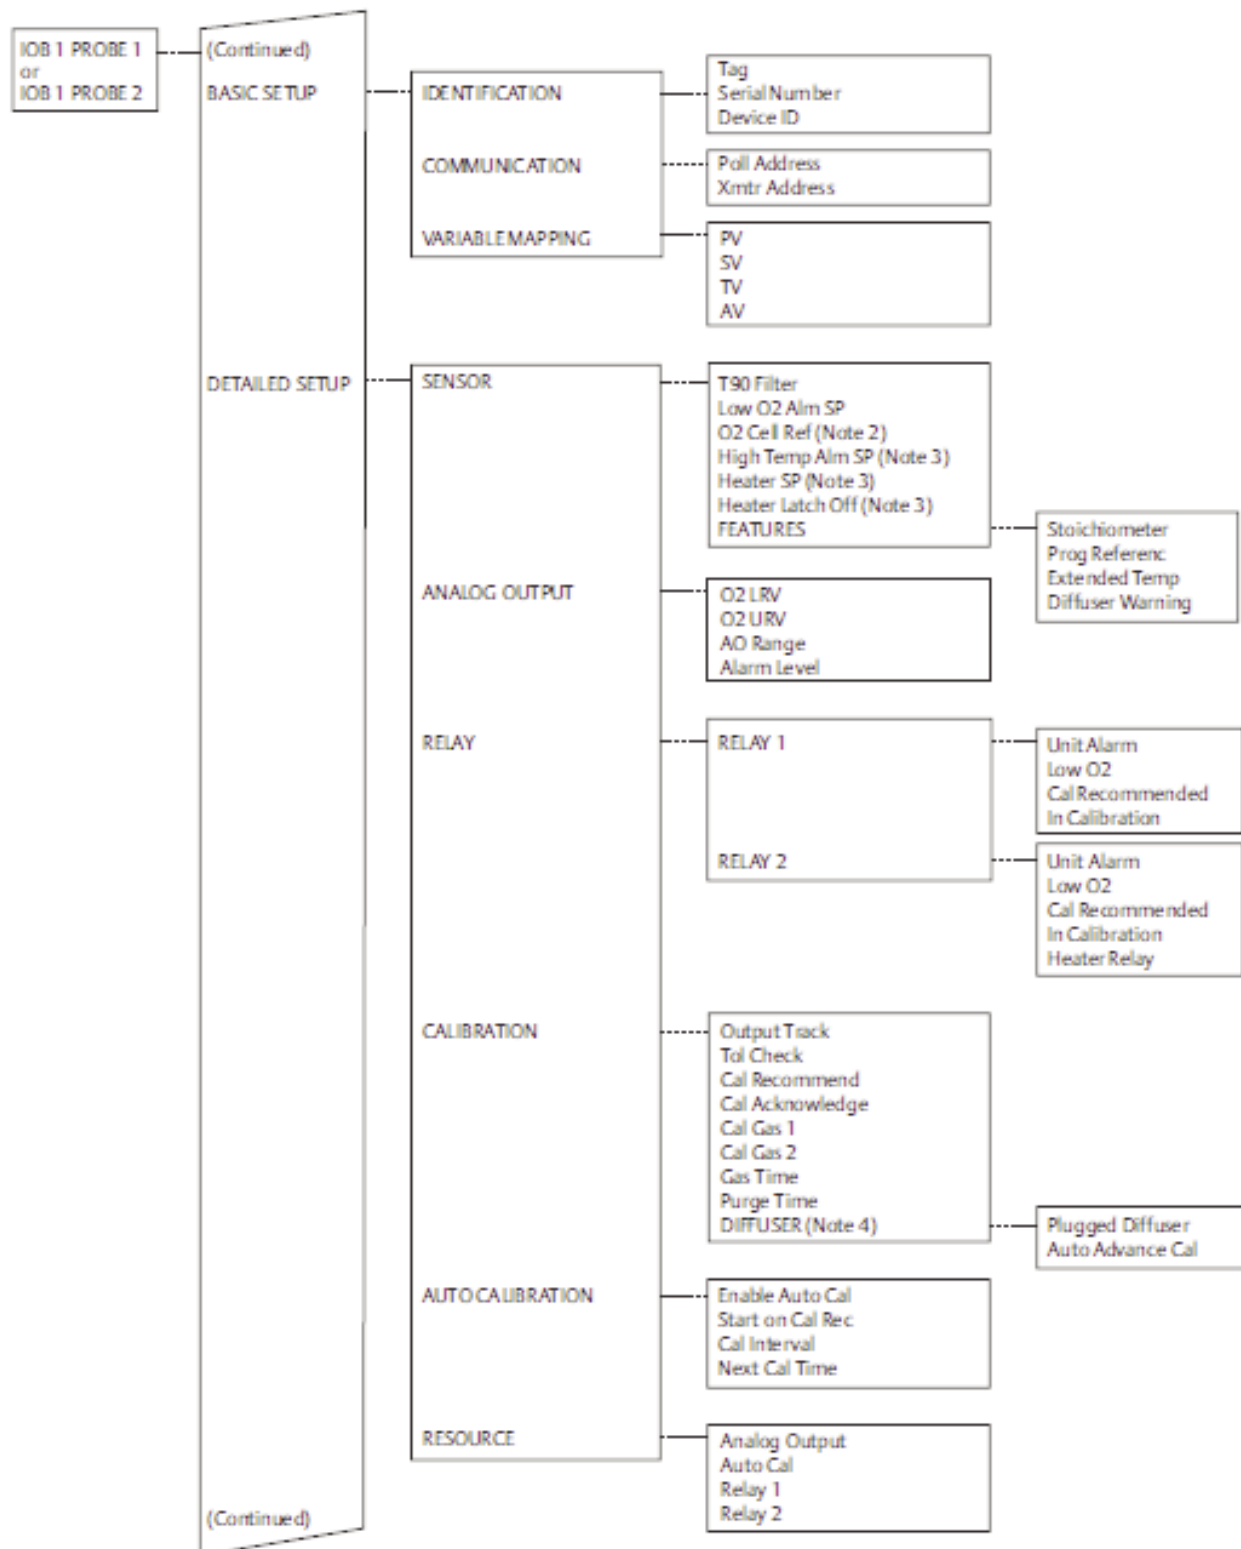 IOB 1 PROBE 1
or
IOB 1 PROBE 2
(Continued)
BASIC SETUP
IDENTIFICATION
Tag
Serial Number
Device ID
COMMUNICATION
Poll Address
Xmtr Address
VARIABLE MAPPING
PV
SV
TV
AV
DETAILED SETUP
SENSOR
T90 Filter
Low O2 Alm SP
O2 Cell Ref (Note 2)
High Temp Alm SP (Note 3)
Heater SP (Note 3)
Heater Latch Off (Note 3)
FEATURES
Stoichiometer
Prog Referenc
Extended Temp
Diffuser Warning
ANALOG OUTPUT
O2 LRV
O2 URV
AO Range
Alarm Level
RELAY
RELAY 1
Unit Alarm
Low O2
Cal Recommended
In Calibration
RELAY 2
Unit Alarm
Low O2
Cal Recommended
In Calibration
Heater Relay
CALIBRATION
Output Track
Tol Check
Cal Recommend
Cal Acknowledge
Cal Gas 1
Cal Gas 2
Gas Time
Purge Time
DIFFUSER (Note 4)
Plugged Diffuser
Auto Advance Cal
AUTO CALIBRATION
Enable Auto Cal
Start on Cal Rec
Cal Interval
Next Cal Time
RESOURCE
Analog Output
Auto Cal
Relay 1
Relay 2
(Continued)